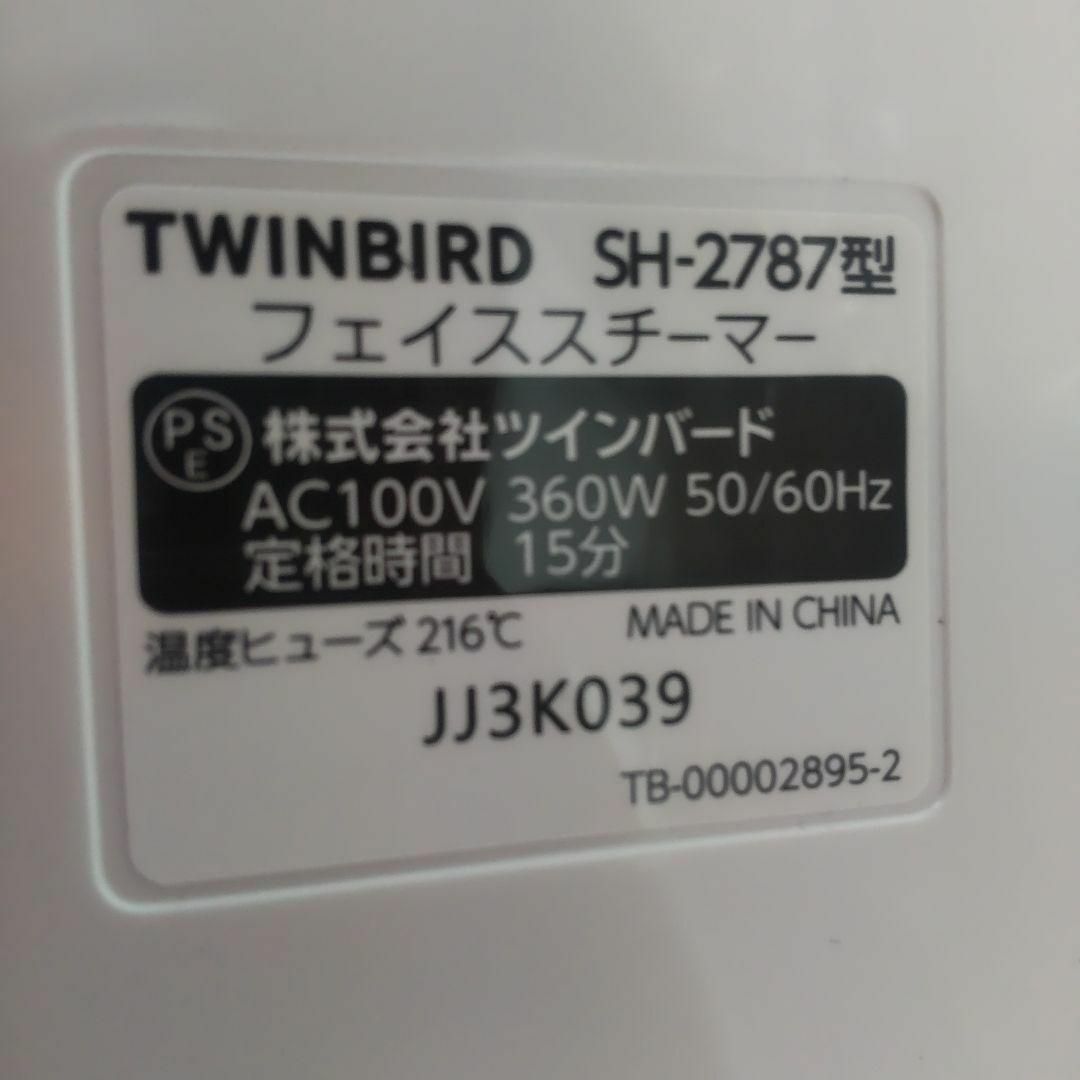 TWINBIRD SH-2787型
フェイススチーマー
PSE 株式会社ツインバード
AC100V 360W 50/60Hz
定格時間 15分
温度ヒューズ 216℃ MADE IN CHINA
JJ3K039
TB-00002895-2